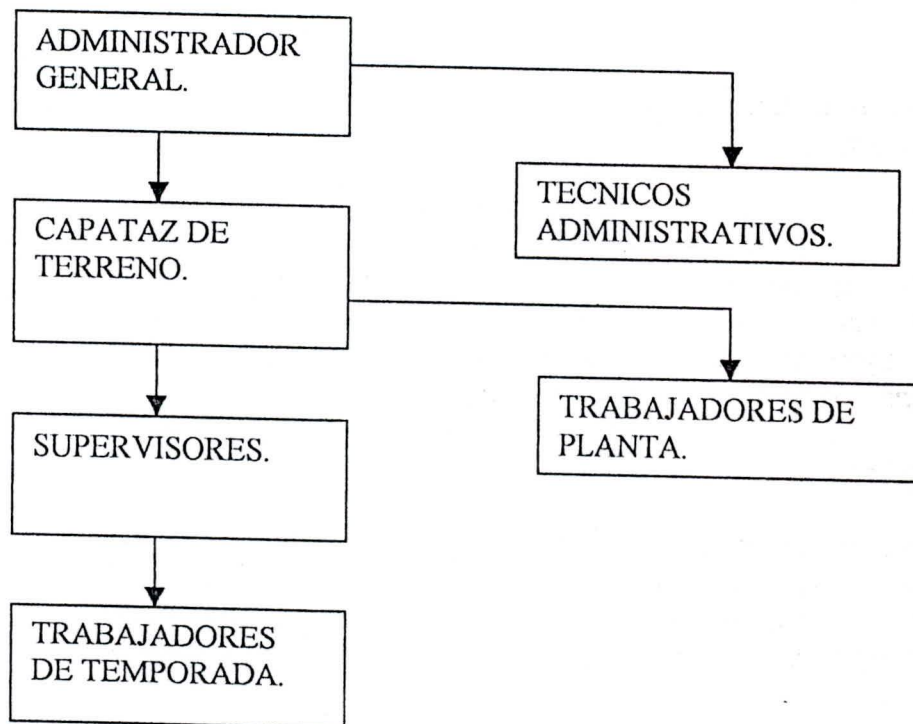 ADMINISTRADOR
GENERAL.
TECNICOS
ADMINISTRATIVOS.
CAPATAZ DE
TERRENO.
TRABAJADORES DE
PLANTA.
SUPERVISORES.
TRABAJADORES
DE TEMPORADA.